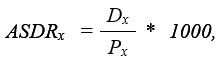 ASDRx = Dx / Px * 1000,